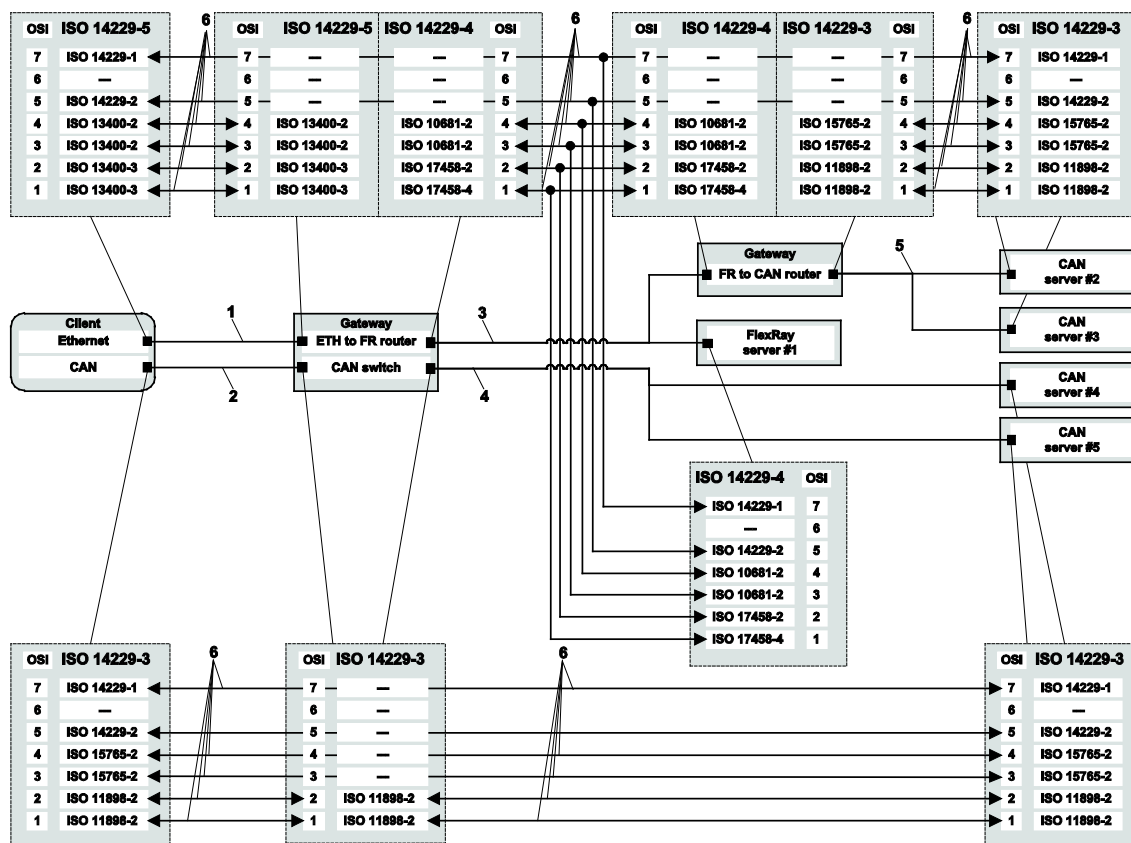 6 6 6
OSI ISO 14229-5 OSI ISO 14229-5 ISO 14229-4 OSI OSI ISO 14229-4 ISO 14229-3 OSI OSI ISO 14229-3
7 ISO 14229-1 7 — — 7 7 — — 7 7 ISO 14229-1
6 — 6 — — 6 6 — — 6 6 —
5 ISO 14229-2 5 — — 5 5 — — 5 5 ISO 14229-2
4 ISO 13400-2 4 ISO 13400-2 ISO 10681-2 4 4 ISO 10681-2 ISO 15765-2 4 4 ISO 15765-2
3 ISO 13400-2 3 ISO 13400-2 ISO 10681-2 3 3 ISO 10681-2 ISO 15765-2 3 3 ISO 15765-2
2 ISO 13400-3 2 ISO 13400-3 ISO 17458-2 2 2 ISO 17458-2 ISO 11898-2 2 2 ISO 11898-2
1 ISO 13400-3 1 ISO 13400-3 ISO 17458-4 1 1 ISO 17458-4 ISO 11898-2 1 1 ISO 11898-2
Gateway
FR to CAN router
5
CAN
server #2
Client
Ethernet
CAN
1
2
Gateway
ETH to FR router
CAN switch
3
4
FlexRay
server #1
CAN
server #3
CAN
server #4
CAN
server #5
ISO 14229-4 OSI
ISO 14229-1 7
— 6
ISO 14229-2 5
ISO 10681-2 4
ISO 10681-2 3
ISO 17458-2 2
ISO 17458-4 1
6 6
OSI ISO 14229-3 OSI ISO 14229-3 OSI ISO 14229-3
7 ISO 14229-1 7 — 7 ISO 14229-1
6 — 6 — 6 —
5 ISO 14229-2 5 — 5 ISO 14229-2
4 ISO 15765-2 4 — 4 ISO 15765-2
3 ISO 15765-2 3 — 3 ISO 15765-2
2 ISO 11898-2 2 ISO 11898-2 2 ISO 11898-2
1 ISO 11898-2 1 ISO 11898-2 1 ISO 11898-2